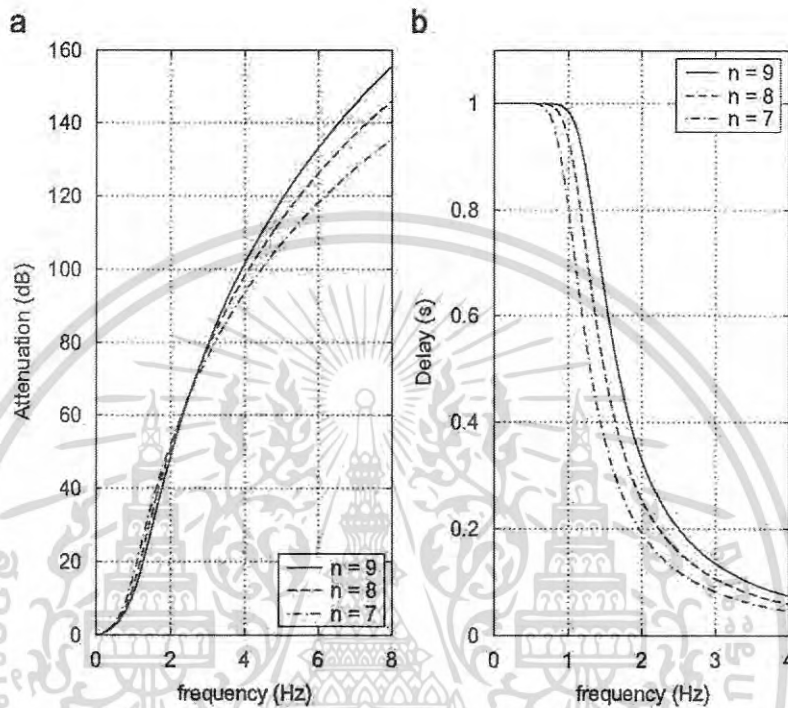 a
160
140
120
100
80
60
40
20
0
0 2 4 6 8
Attenuation (dB)
frequency (Hz)
n = 9
n = 8
n = 7
b
1
0.8
0.6
0.4
0.2
0
0 1 2 3 4
Delay (s)
frequency (Hz)
n = 9
n = 8
n = 7